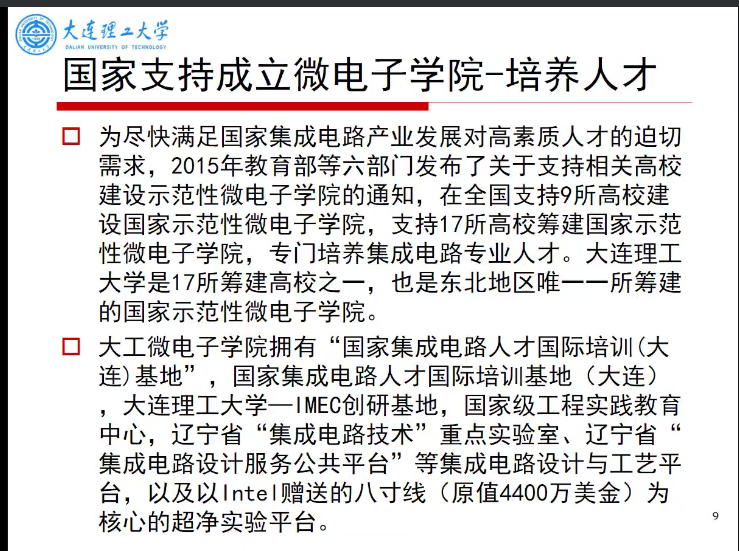 大连理工大学
DALIAN UNIVERSITY OF TECHNOLOGY
国家支持成立微电子学院-培养人才
为尽快满足国家集成电路产业发展对高素质人才的迫切
需求，2015年教育部等六部门发布了关于支持相关高校
建设示范性微电子学院的通知，在全国支持9所高校建
设国家示范性微电子学院，支持17所高校筹建国家示范
性微电子学院，专门培养集成电路专业人才。大连理工
大学是17所筹建高校之一，也是东北地区唯一一所筹建
的国家示范性微电子学院。
大工微电子学院拥有“国家集成电路人才国际培训(大
连)基地”，国家集成电路人才国际培训基地（大连）
，大连理工大学—IMEC创研基地，国家级工程实践教育
中心，辽宁省“集成电路技术”重点实验室、辽宁省“
集成电路设计服务公共平台”等集成电路设计与工艺平
台，以及以Intel赠送的八寸线（原值4400万美金）为
核心的超净实验平台。
9